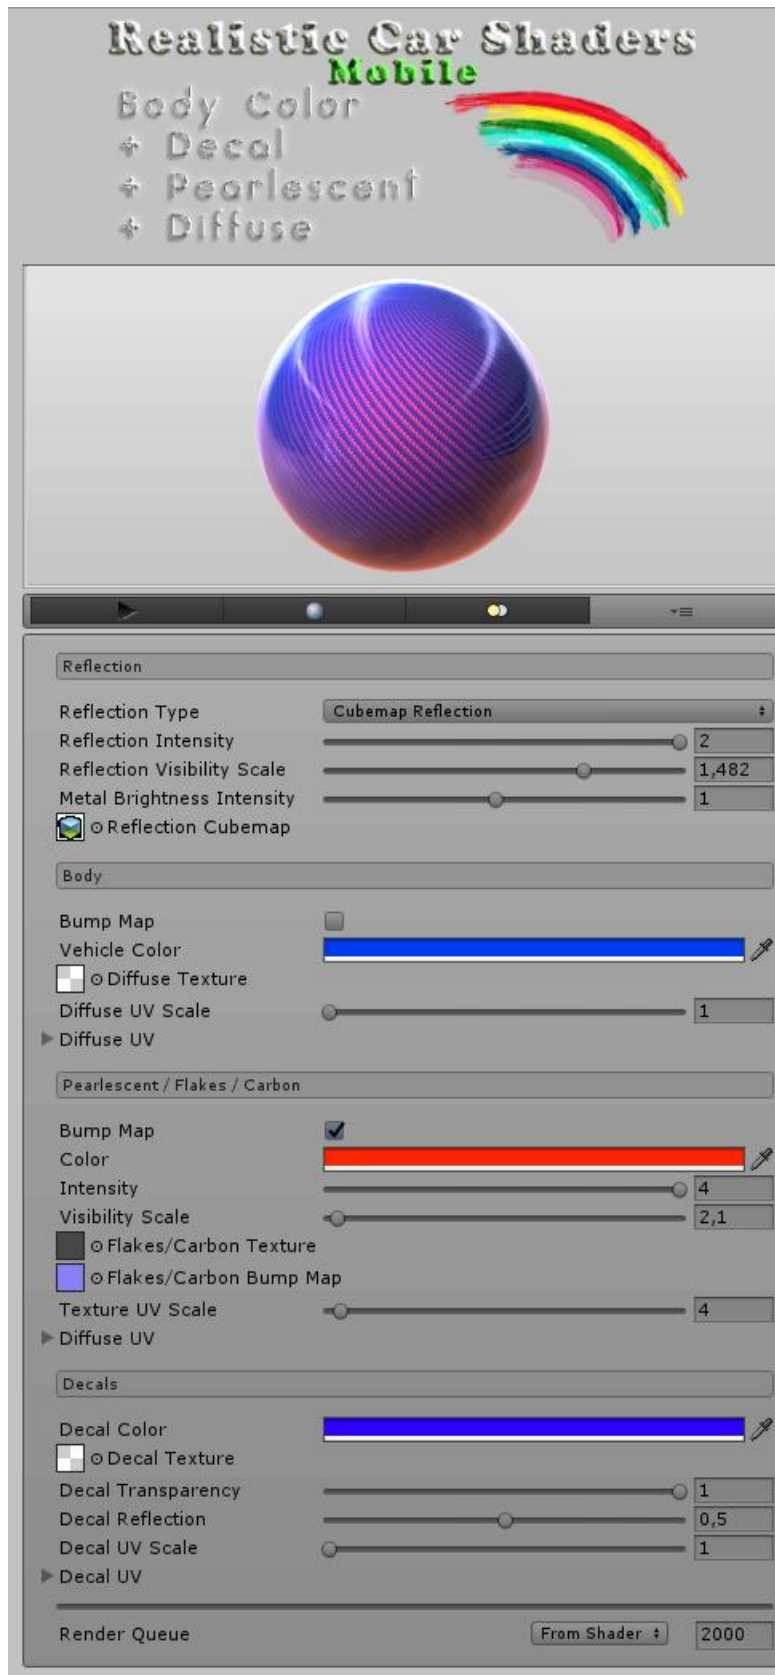 Realistic Car Shaders
Mobile
Body Color
+ Decal
+ Pearlescent
+ Diffuse
Reflection
Reflection Type Cubemap Reflection
Reflection Intensity 2
Reflection Visibility Scale 1,482
Metal Brightness Intensity 1
Reflection Cubemap
Body
Bump Map
Vehicle Color
Diffuse Texture
Diffuse UV Scale 1
Diffuse UV
Pearlescent / Flakes / Carbon
Bump Map
Color
Intensity 4
Visibility Scale 2,1
Flakes/Carbon Texture
Flakes/Carbon Bump Map
Texture UV Scale 4
Diffuse UV
Decals
Decal Color
Decal Texture
Decal Transparency 1
Decal Reflection 0,5
Decal UV Scale 1
Decal UV
Render Queue From Shader 2000